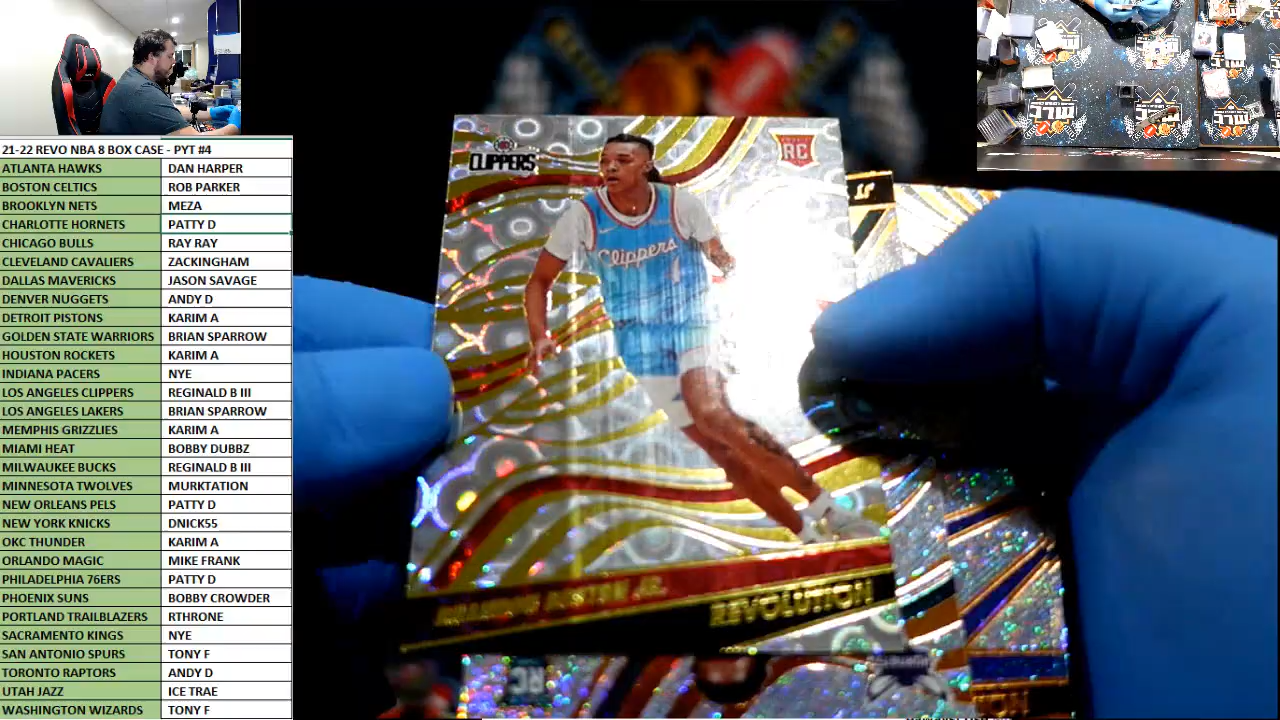 21-22 REVO NBA 8 BOX CASE - PYT #4
ATLANTA HAWKS DAN HARPER
BOSTON CELTICS ROB PARKER
BROOKLYN NETS MEZA
CHARLOTTE HORNETS PATTY D
CHICAGO BULLS RAY RAY
CLEVELAND CAVALIERS ZACKINGHAM
DALLAS MAVERICKS JASON SAVAGE
DENVER NUGGETS ANDY D
DETROIT PISTONS KARIM A
GOLDEN STATE WARRIORS BRIAN SPARROW
HOUSTON ROCKETS KARIM A
INDIANA PACERS NYE
LOS ANGELES CLIPPERS REGINALD B III
LOS ANGELES LAKERS BRIAN SPARROW
MEMPHIS GRIZZLIES KARIM A
MIAMI HEAT BOBBY DUBBZ
MILWAUKEE BUCKS REGINALD B III
MINNESOTA TWOLVES MURKTATION
NEW ORLEANS PELS PATTY D
NEW YORK KNICKS DNICK55
OKC THUNDER KARIM A
ORLANDO MAGIC MIKE FRANK
PHILADELPHIA 76ERS PATTY D
PHOENIX SUNS BOBBY CROWDER
PORTLAND TRAILBLAZERS RTHRONE
SACRAMENTO KINGS NYE
SAN ANTONIO SPURS TONY F
TORONTO RAPTORS ANDY D
UTAH JAZZ ICE TRAE
WASHINGTON WIZARDS TONY F
CLIPPERS
RC
Clippers
1
BRANDON BOSTON JR.
REVOLUTION
RC